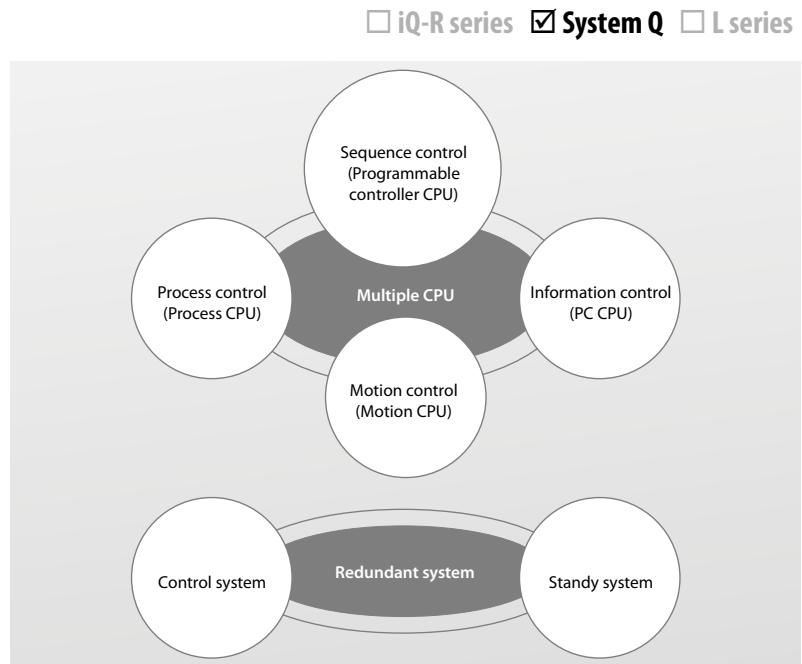 ☐ iQ-R series ☑ System Q ☐ L series
Sequence control
(Programmable
controller CPU)
Process control
(Process CPU)
Multiple CPU
Information control
(PC CPU)
Motion control
(Motion CPU)
Control system
Redundant system
Standy system